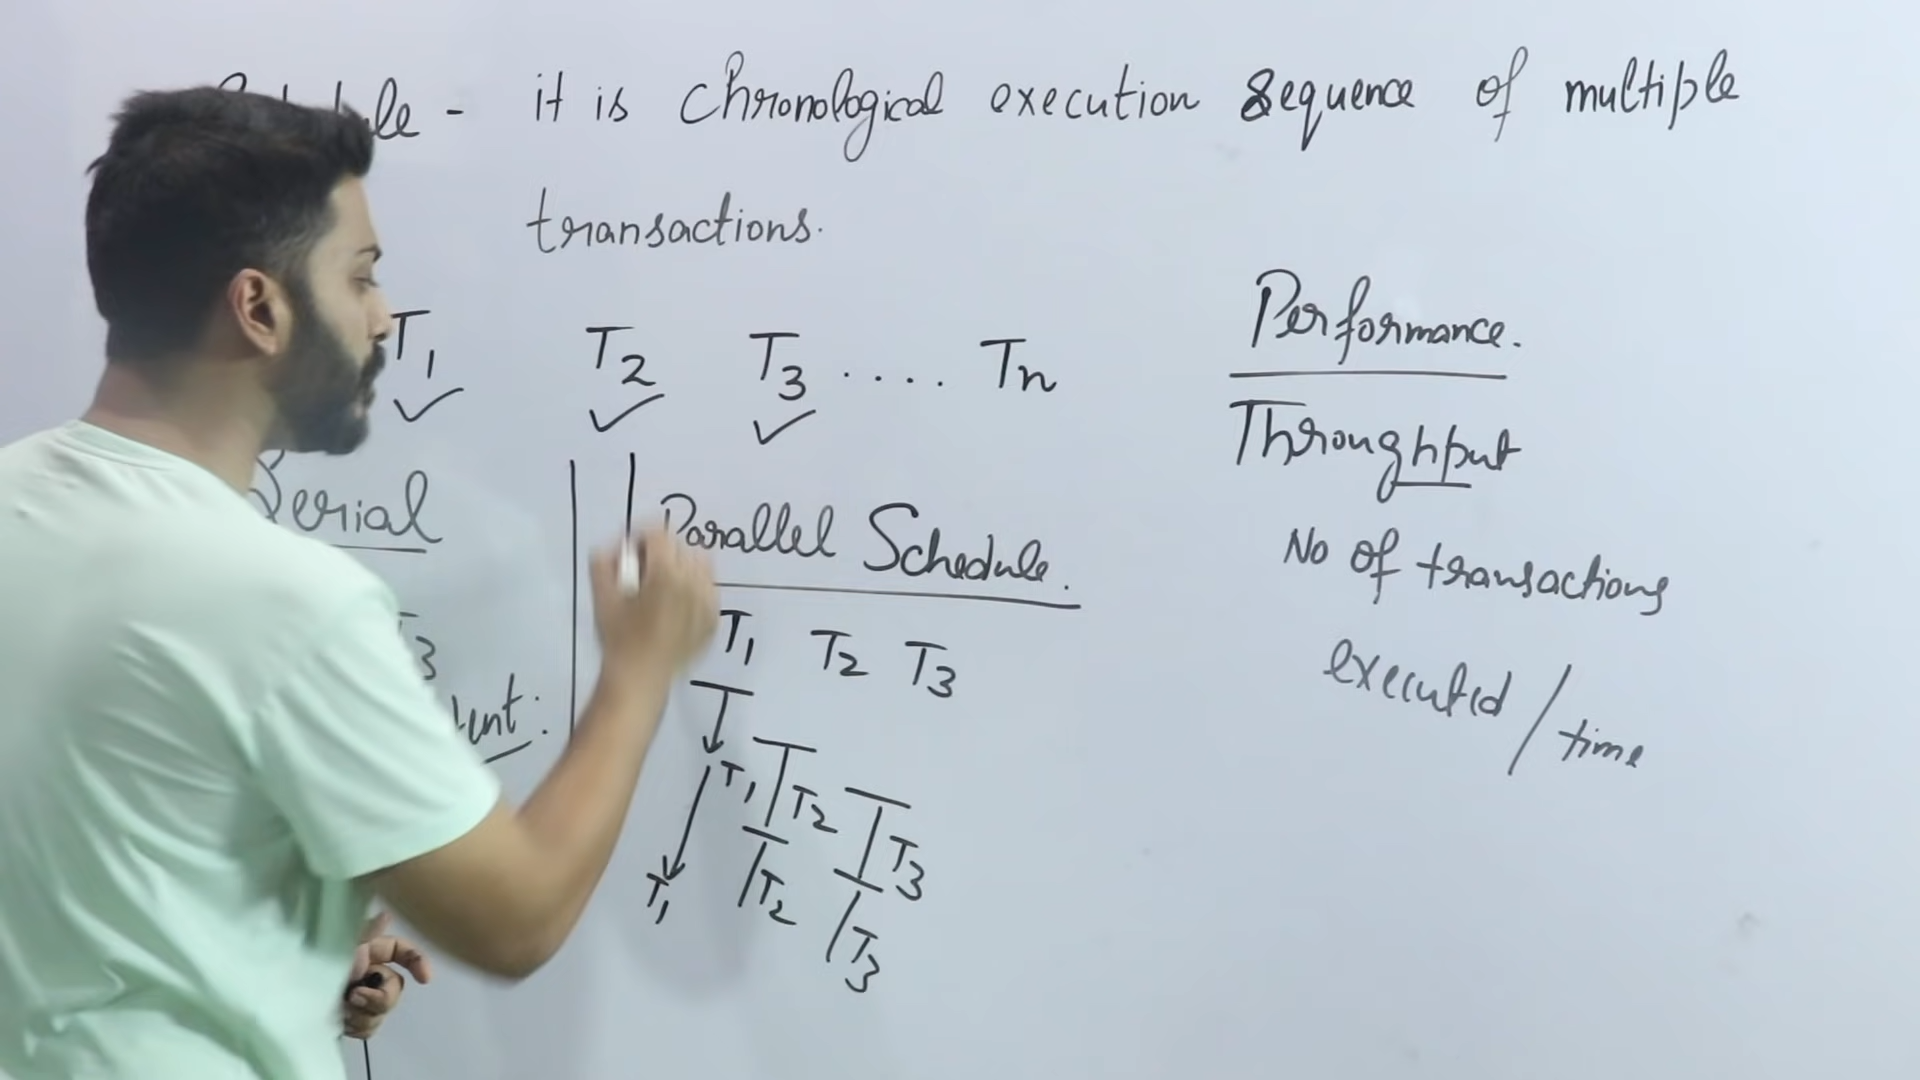 - it is Chronological execution sequence of multiple
transactions.
T1 T2 T3 .... Tn
Performance.
Throughput
No of transactions
executed / time
Serial
Parallel Schedule.
T1 T2 T3
T1 T2 T3
T1 T2 T3